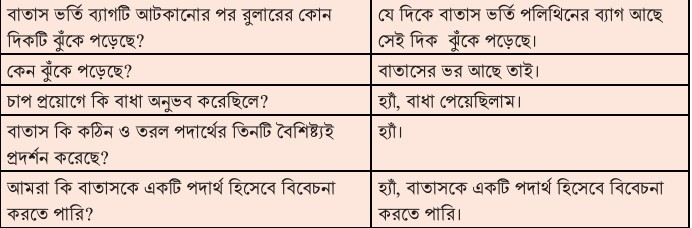 বাতাস ভর্তি ব্যাগটি আটকানোর পর রুলারের কোন
দিকটি ঝুঁকে পড়েছে?
যে দিকে বাতাস ভর্তি পলিথিনের ব্যাগ আছে
সেই দিক ঝুঁকে পড়েছে।
কেন ঝুঁকে পড়েছে?
বাতাসের ভর আছে তাই।
চাপ প্রয়োগে কি বাধা অনুভব করেছিলে?
হ্যাঁ, বাধা পেয়েছিলাম।
বাতাস কি কঠিন ও তরল পদার্থের তিনটি বৈশিষ্ট্যই
প্রদর্শন করেছে?
হ্যাঁ।
আমরা কি বাতাসকে একটি পদার্থ হিসেবে বিবেচনা
করতে পারি?
হ্যাঁ, বাতাসকে একটি পদার্থ হিসেবে বিবেচনা
করতে পারি।